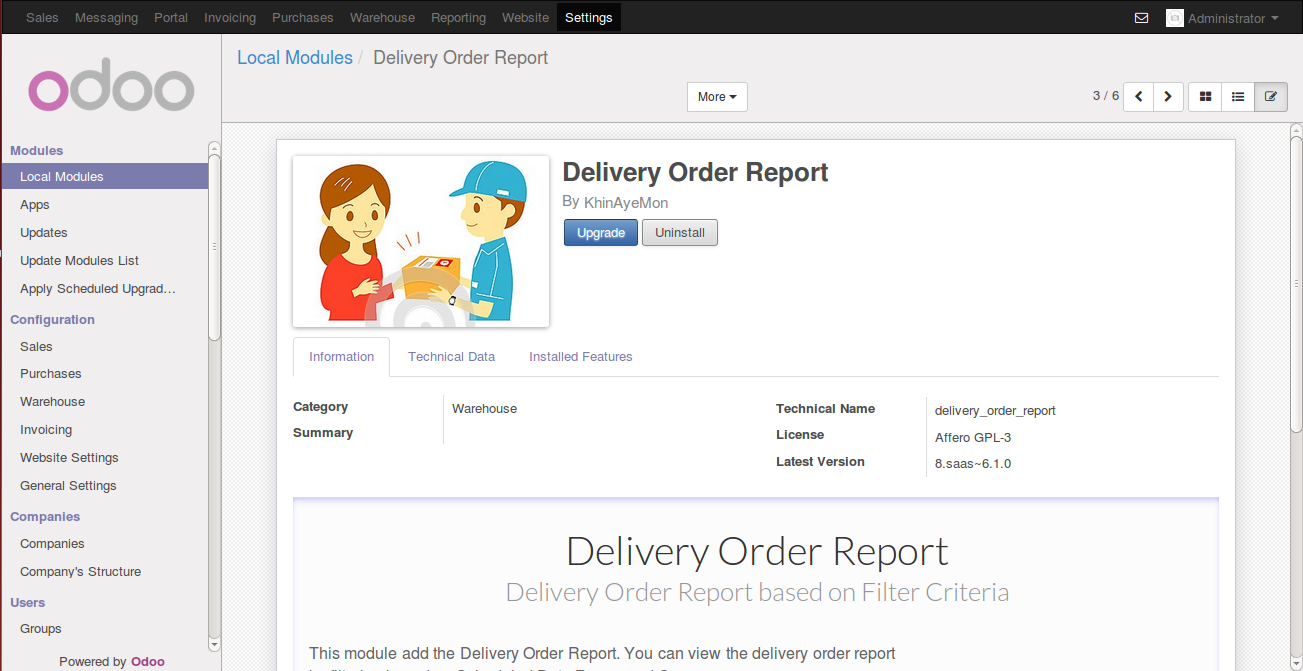 Sales Messaging Portal Invoicing Purchases Warehouse Reporting Website Settings Administrator
odoo
Modules
Local Modules
Apps
Updates
Update Modules List
Apply Scheduled Upgrad...
Configuration
Sales
Purchases
Warehouse
Invoicing
Website Settings
General Settings
Companies
Companies
Company's Structure
Users
Groups
Powered by Odoo
Local Modules / Delivery Order Report
More
3 / 6
Delivery Order Report
By KhinAyeMon
Upgrade Uninstall
Information Technical Data Installed Features
Category Warehouse
Summary
Technical Name delivery_order_report
License Affero GPL-3
Latest Version 8.saas~6.1.0
Delivery Order Report
Delivery Order Report based on Filter Criteria
This module add the Delivery Order Report. You can view the delivery order report